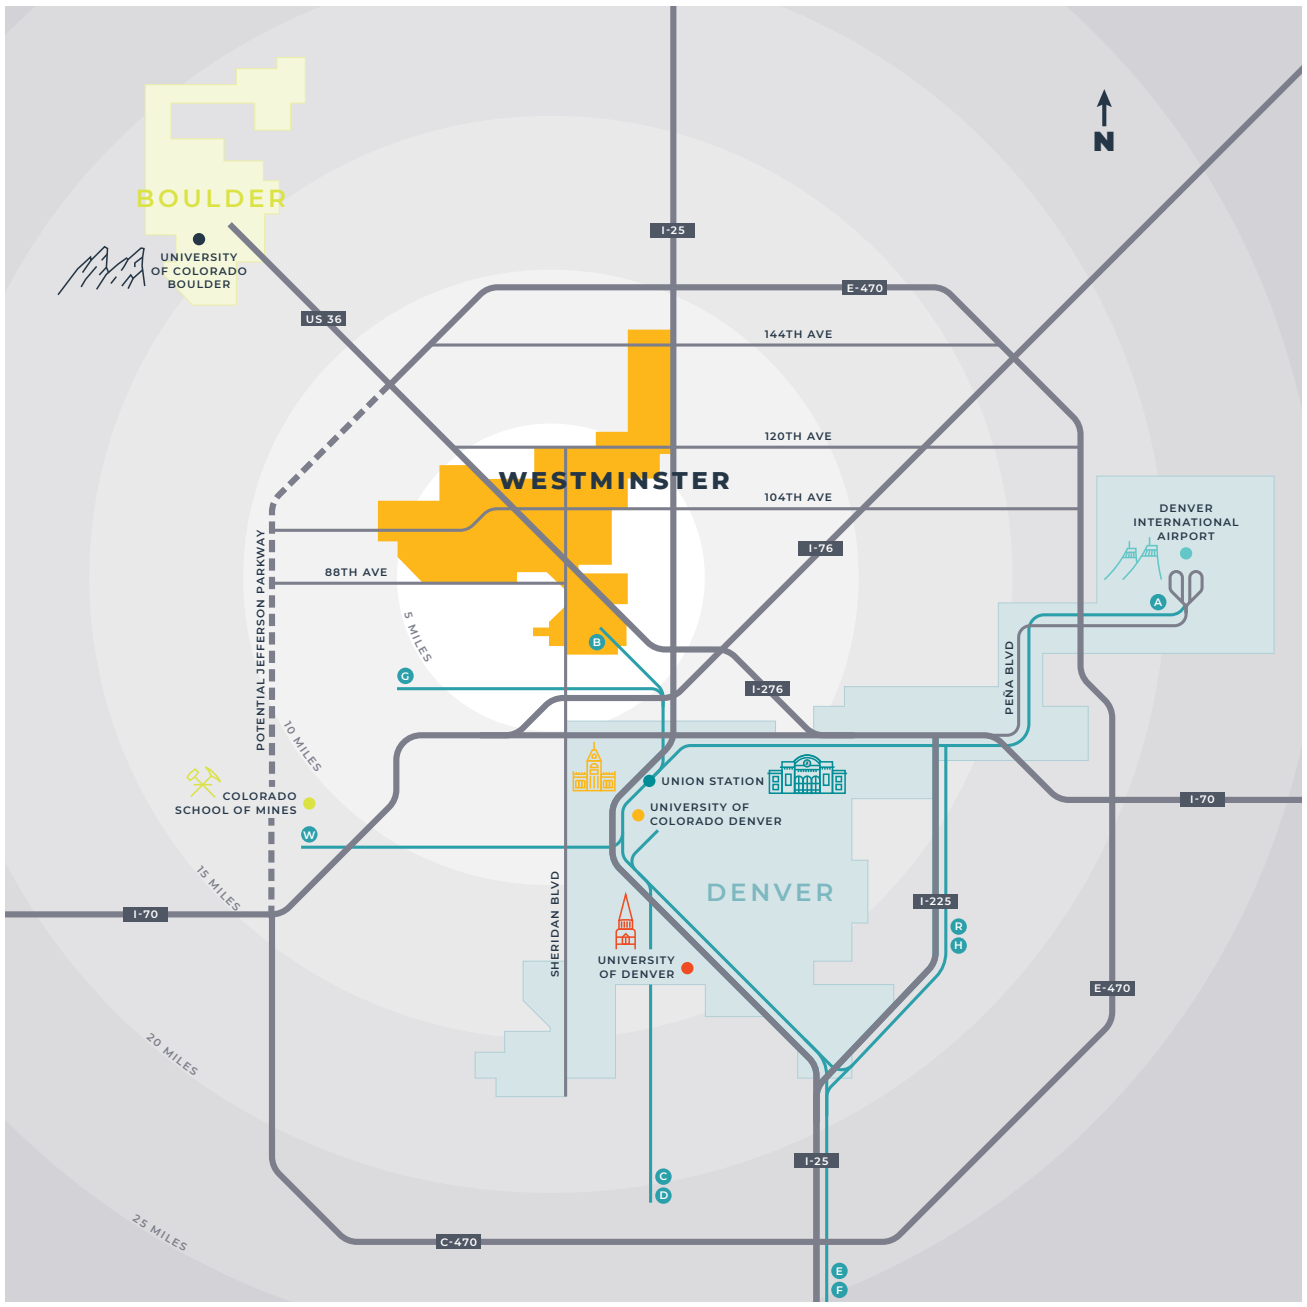 N
BOULDER
I-25
UNIVERSITY
OF COLORADO
BOULDER
E-470
US 36
144TH AVE
120TH AVE
WESTMINSTER
104TH AVE
DENVER
INTERNATIONAL
AIRPORT
I-76
88TH AVE
A
POTENTIAL JEFFERSON PARKWAY
5 MILES
B
G
PEÑA BLVD
I-276
10 MILES
UNION STATION
COLORADO
SCHOOL OF MINES
UNIVERSITY OF
COLORADO DENVER
I-70
W
15 MILES
DENVER
I-70
SHERIDAN BLVD
I-225
R
H
UNIVERSITY
OF DENVER
E-470
20 MILES
I-25
C
D
25 MILES
C-470
E
F